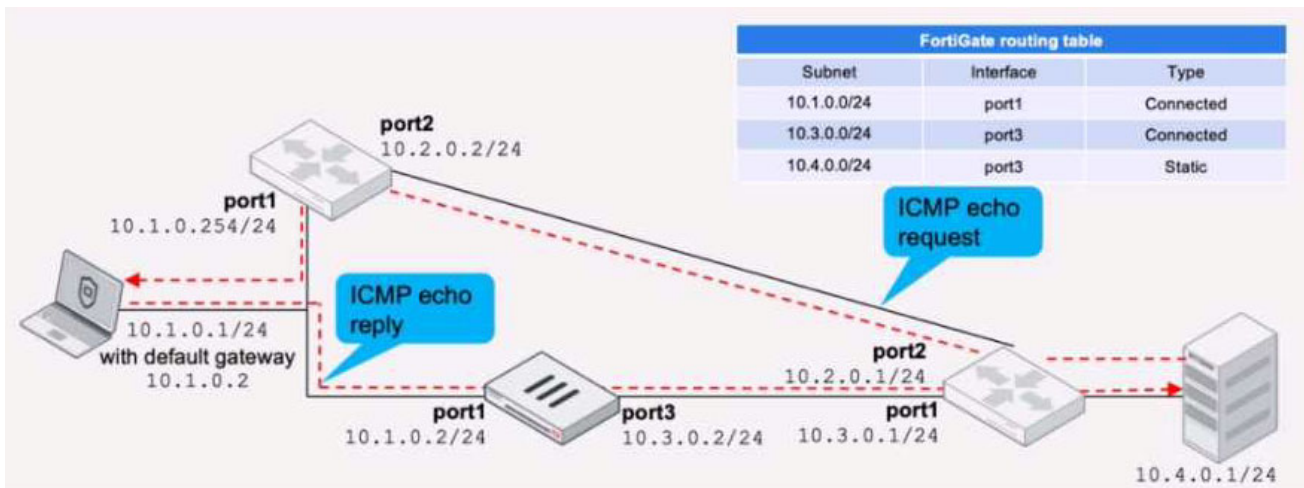 FortiGate routing table
Subnet Interface Type
10.1.0.0/24 port1 Connected
10.3.0.0/24 port3 Connected
10.4.0.0/24 port3 Static
port2
10.2.0.2/24
port1
10.1.0.254/24
ICMP echo
request
ICMP echo
reply
10.1.0.1/24
with default gateway
10.1.0.2
port1
10.1.0.2/24
port3
10.3.0.2/24
port2
10.2.0.1/24
port1
10.3.0.1/24
10.4.0.1/24